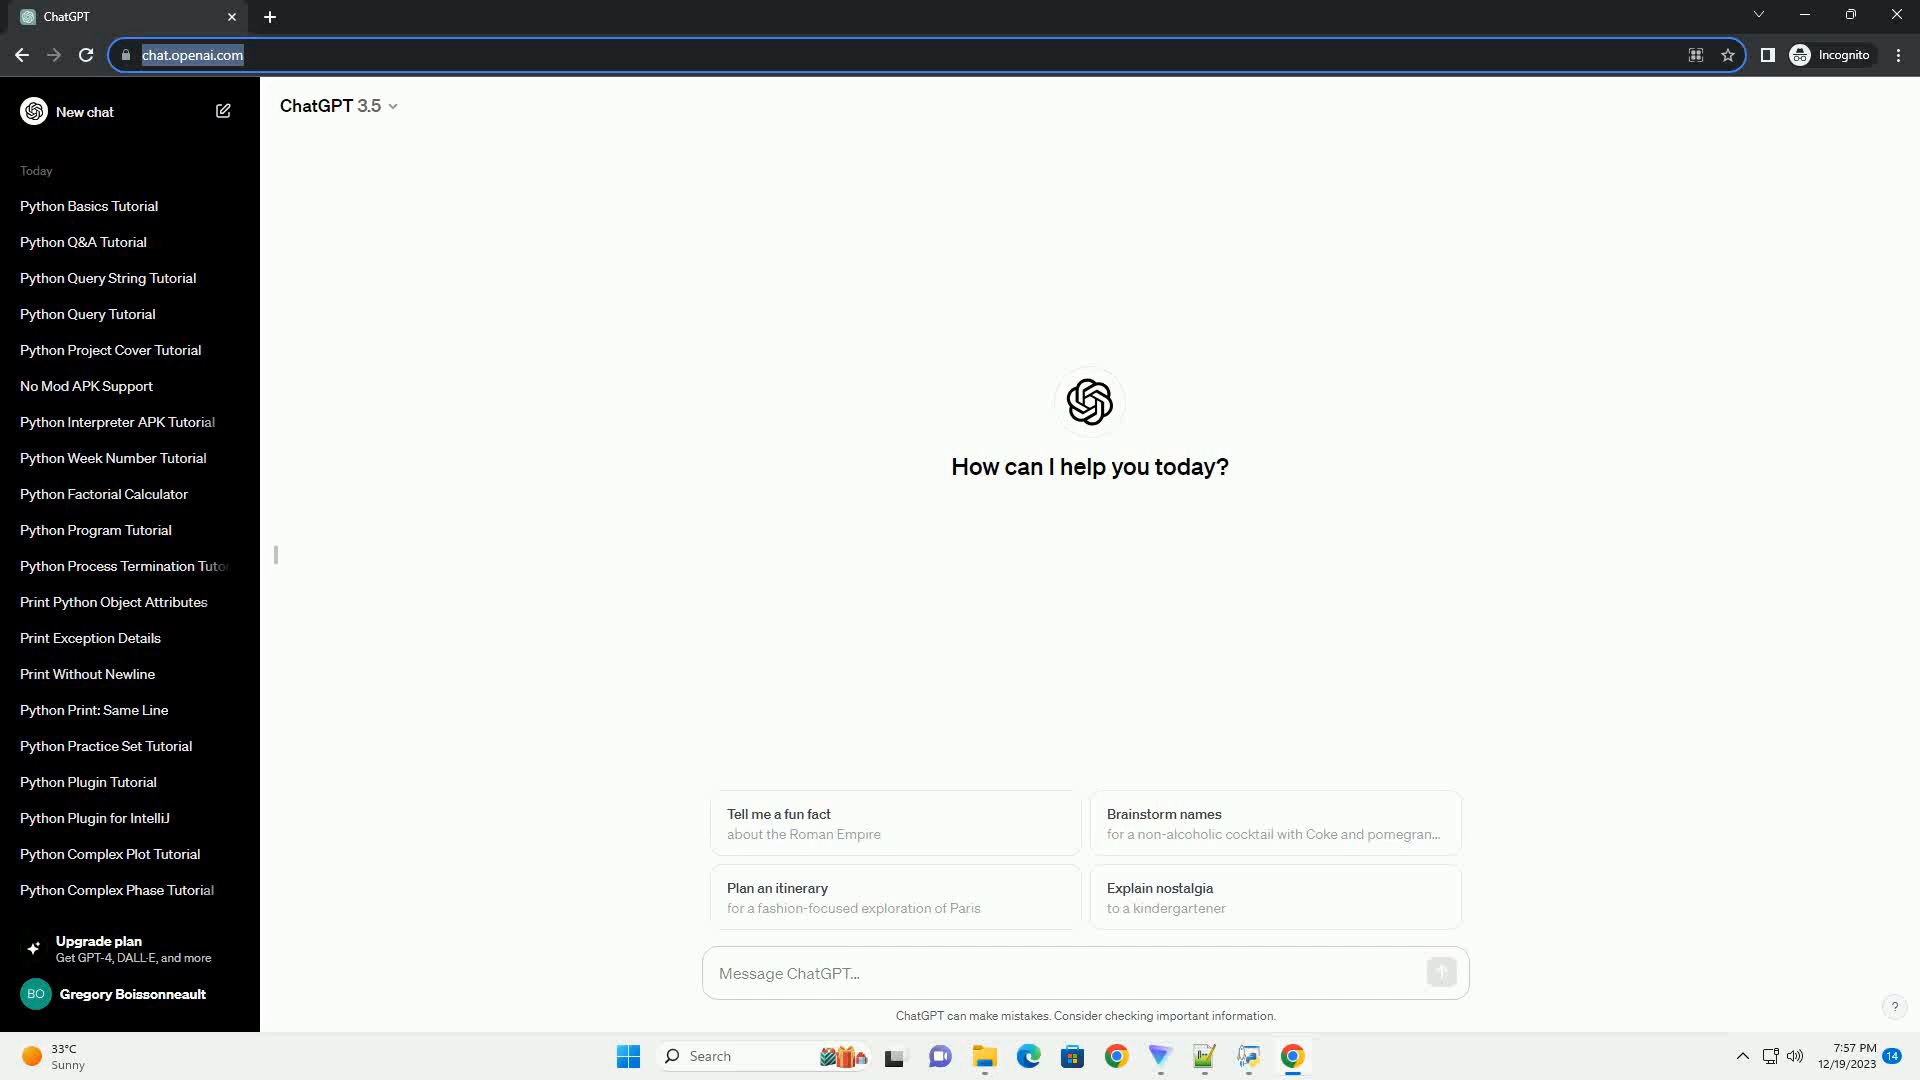 ChatGPT
chat.openai.com
Incognito
New chat
Today
Python Basics Tutorial
Python Q&A Tutorial
Python Query String Tutorial
Python Query Tutorial
Python Project Cover Tutorial
No Mod APK Support
Python Interpreter APK Tutorial
Python Week Number Tutorial
Python Factorial Calculator
Python Program Tutorial
Python Process Termination Tuto
Print Python Object Attributes
Print Exception Details
Print Without Newline
Python Print: Same Line
Python Practice Set Tutorial
Python Plugin Tutorial
Python Plugin for IntelliJ
Python Complex Plot Tutorial
Python Complex Phase Tutorial
Upgrade plan
Get GPT-4, DALL·E, and more
BO
Gregory Boissonneault
ChatGPT 3.5
How can I help you today?
Tell me a fun fact
about the Roman Empire
Brainstorm names
for a non-alcoholic cocktail with Coke and pomegran...
Plan an itinerary
for a fashion-focused exploration of Paris
Explain nostalgia
to a kindergartener
Message ChatGPT...
ChatGPT can make mistakes. Consider checking important information.
?
33°C
Sunny
Search
7:57 PM
12/19/2023
14